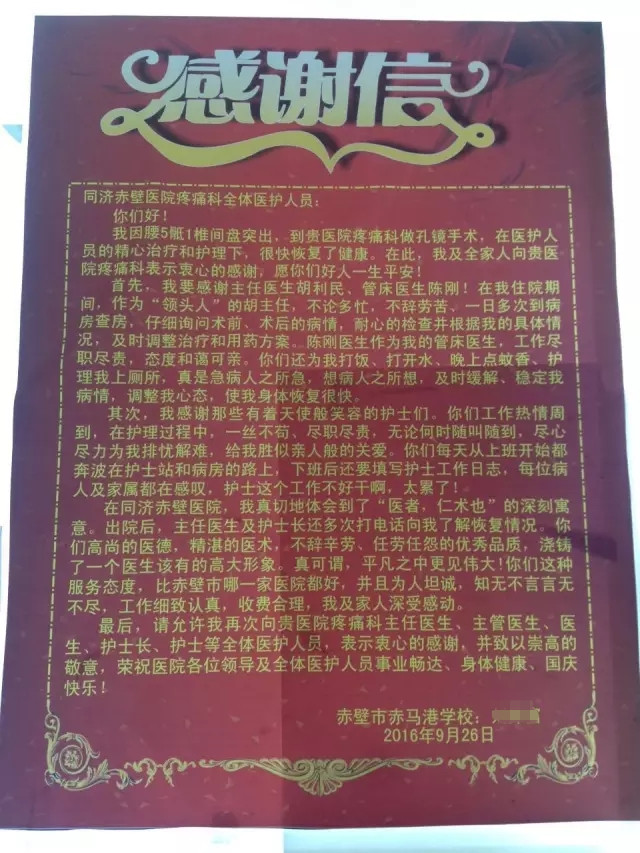 感谢信
同济赤壁医院疼痛科全体医护人员：
你们好！
我因腰5骶1椎间盘突出、到贵医院疼痛科做孔镜手术，在医护人
员的精心治疗和护理下，很快恢复了健康。在此，我及全家人向贵医
院疼痛科表示衷心的感谢，愿你们好人一生平安！
首先，我要感谢主任医生胡利民、管床医生陈刚！在我住院期
间，作为“领头人”的胡主任，不论多忙，不辞劳苦、一日多次到病
房查房，仔细询问术前、术后的病情，耐心的检查并根据我的具体情
况，及时调整治疗和用药方案。陈刚医生作为我的管床医生，工作尽
职尽责，态度和蔼可亲。你们还为我打饭、打开水、晚上点蚊香、护
理我上厕所，真是急病人之所急，想病人之所想，及时缓解、稳定我
病情，调整我心态，使我身体恢复很快。
其次，我感谢那些有着天使般笑容的护士们。你们工作热情周
到，在护理过程中，一丝不苟、尽职尽责，无论何时随叫随到，尽心
尽力为我排忧解难，给我胜似亲人般的关爱。你们每天从上班开始都
奔波在护士站和病房的路上，下班后还要填写护士工作日志，每位病
人及家属都在感叹，护士这个工作不好干啊，太累了！
在同济赤壁医院，我真切地体会到了“医者，仁术也”的深刻寓
意。出院后，主任医生及护士长还多次打电话向我了解恢复情况。你
们高尚的医德，精湛的医术，不辞辛劳、任劳任怨的优秀品质，浇铸
了一个医生该有的高大形象。真可谓，平凡之中更见伟大！你们这种
服务态度，比赤壁市哪一家医院都好，并且为人坦诚，知无不言言无
不尽，工作细致认真，收费合理，我及家人深受感动。
最后，请允许我再次向贵医院疼痛科主任医生、主管医生、医
生、护士长、护士等全体医护人员，表示衷心的感谢，并致以崇高的
敬意，荣祝医院各位领导及全体医护人员事业畅达、身体健康、国庆
快乐！
赤壁市赤马港学校：
2016年9月26日